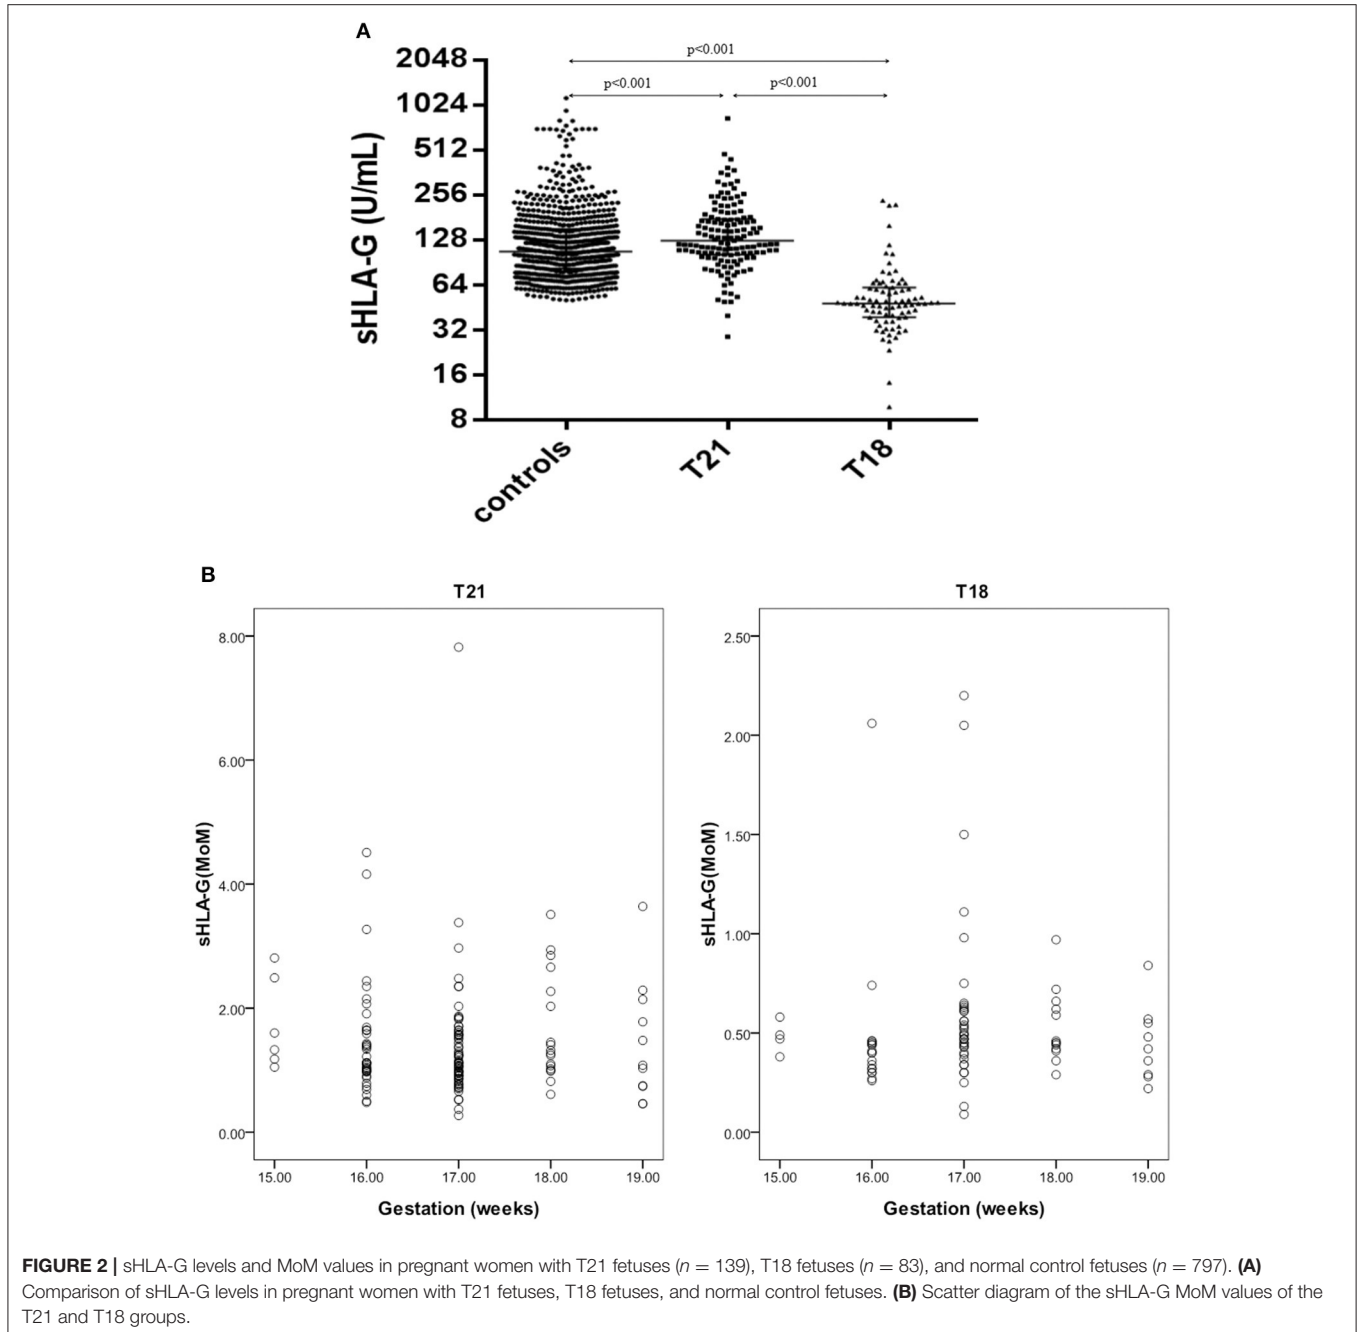 A
2048
1024
512
256
128
64
32
16
8
sHLA-G (U/mL)
p<0.001
p<0.001
p<0.001
controls
T21
T18
B
T21
8.00
6.00
4.00
2.00
0.00
sHLA-G(MoM)
15.00
16.00
17.00
18.00
19.00
Gestation (weeks)
T18
2.50
2.00
1.50
1.00
0.50
0.00
sHLA-G(MoM)
15.00
16.00
17.00
18.00
19.00
Gestation (weeks)
FIGURE 2 | sHLA-G levels and MoM values in pregnant women with T21 fetuses (n = 139), T18 fetuses (n = 83), and normal control fetuses (n = 797). (A)
Comparison of sHLA-G levels in pregnant women with T21 fetuses, T18 fetuses, and normal control fetuses. (B) Scatter diagram of the sHLA-G MoM values of the
T21 and T18 groups.